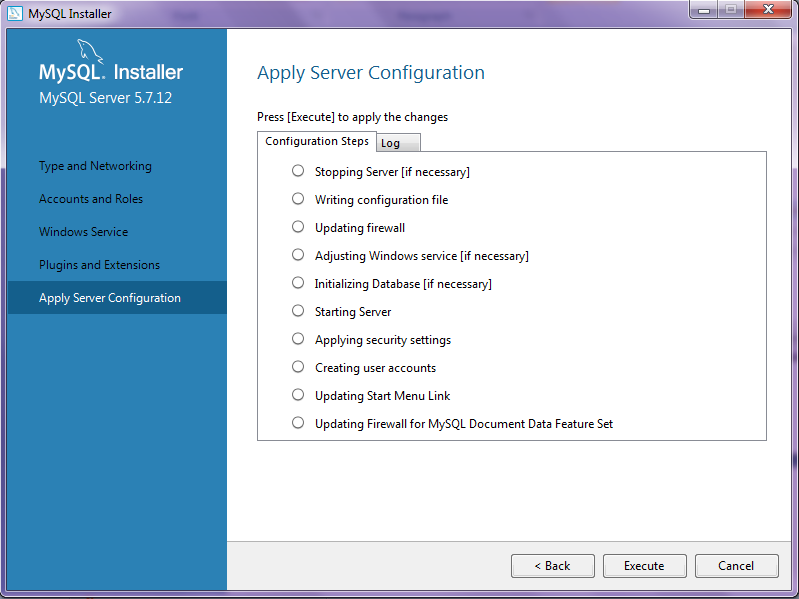 MySQL Installer
MySQL. Installer
MySQL Server 5.7.12
Type and Networking
Accounts and Roles
Windows Service
Plugins and Extensions
Apply Server Configuration
Apply Server Configuration
Press [Execute] to apply the changes
Configuration Steps Log
Stopping Server [if necessary]
Writing configuration file
Updating firewall
Adjusting Windows service [if necessary]
Initializing Database [if necessary]
Starting Server
Applying security settings
Creating user accounts
Updating Start Menu Link
Updating Firewall for MySQL Document Data Feature Set
< Back Execute Cancel